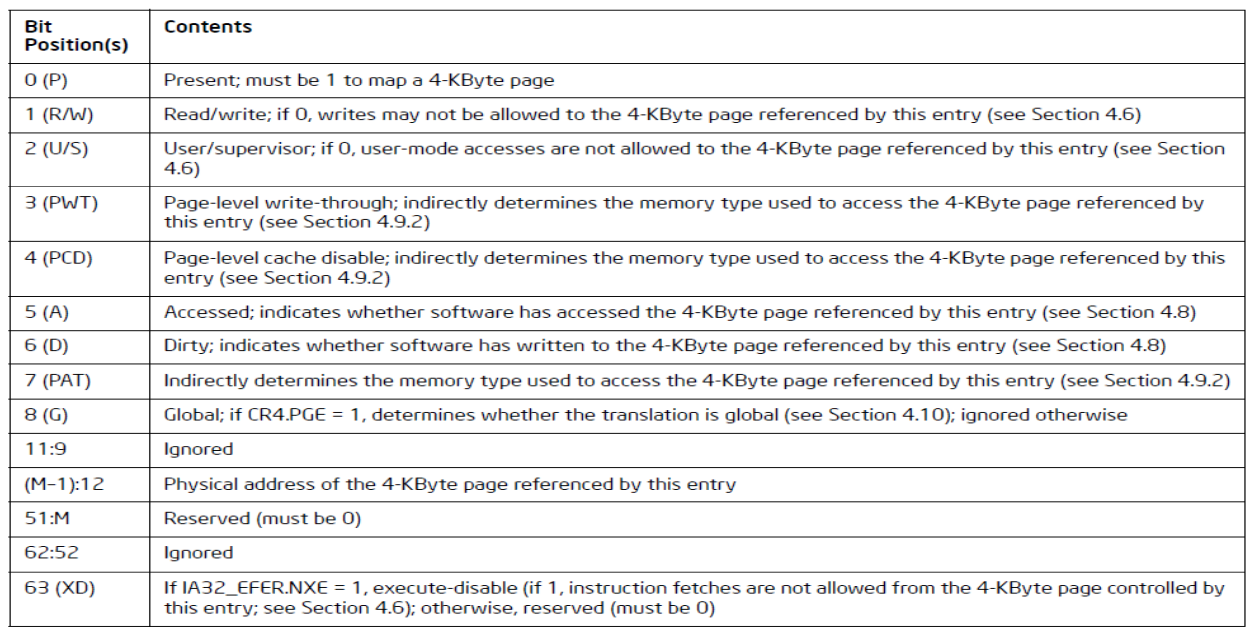 Bit
Position(s)
Contents
0 (P)
Present; must be 1 to map a 4-KByte page
1 (R/W)
Read/write; if 0, writes may not be allowed to the 4-KByte page referenced by this entry (see Section 4.6)
2 (U/S)
User/supervisor; if 0, user-mode accesses are not allowed to the 4-KByte page referenced by this entry (see Section
4.6)
3 (PWT)
Page-level write-through; indirectly determines the memory type used to access the 4-KByte page referenced by
this entry (see Section 4.9.2)
4 (PCD)
Page-level cache disable; indirectly determines the memory type used to access the 4-KByte page referenced by this
entry (see Section 4.9.2)
5 (A)
Accessed; indicates whether software has accessed the 4-KByte page referenced by this entry (see Section 4.8)
6 (D)
Dirty; indicates whether software has written to the 4-KByte page referenced by this entry (see Section 4.8)
7 (PAT)
Indirectly determines the memory type used to access the 4-KByte page referenced by this entry (see Section 4.9.2)
8 (G)
Global; if CR4.PGE = 1, determines whether the translation is global (see Section 4.10); ignored otherwise
11:9
Ignored
(M–1):12
Physical address of the 4-KByte page referenced by this entry
51:M
Reserved (must be 0)
62:52
Ignored
63 (XD)
If IA32_EFER.NXE = 1, execute-disable (if 1, instruction fetches are not allowed from the 4-KByte page controlled by
this entry; see Section 4.6); otherwise, reserved (must be 0)